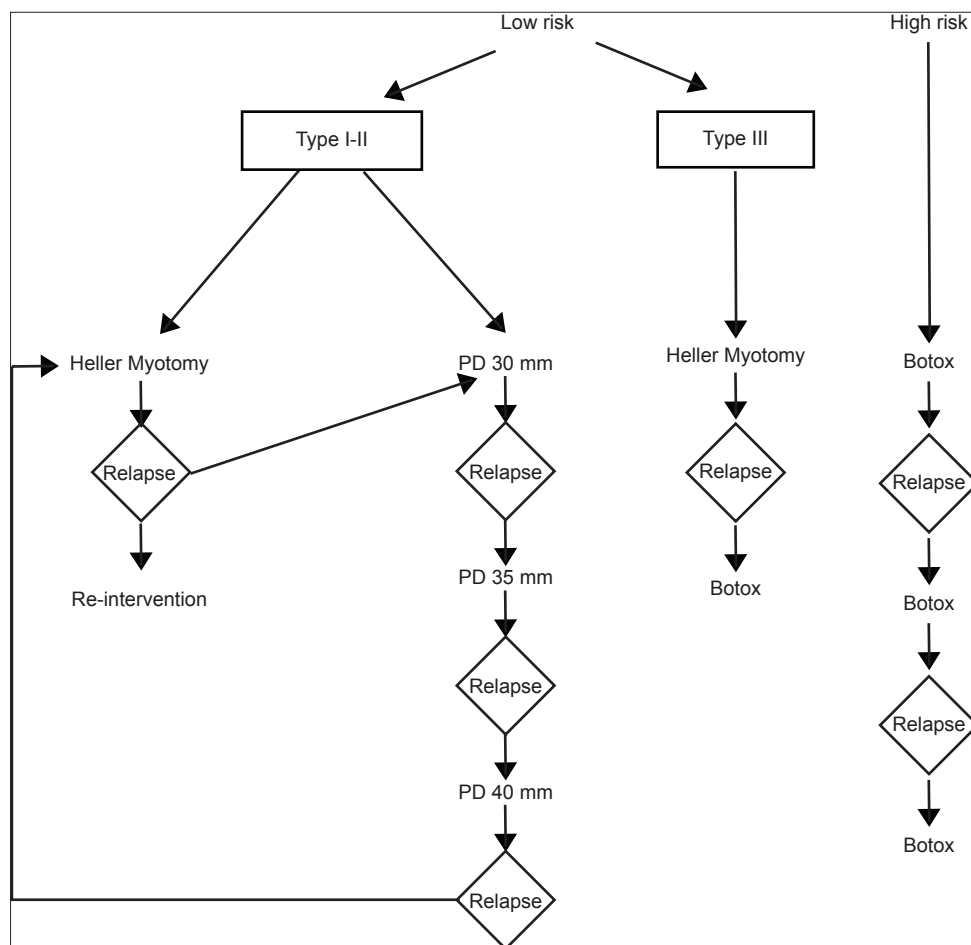 Low risk
High risk
Type I-II
Type III
Heller Myotomy
PD 30 mm
Heller Myotomy
Botox
Relapse
Relapse
Relapse
Relapse
Re-intervention
PD 35 mm
Botox
Botox
Relapse
Relapse
PD 40 mm
Botox
Relapse